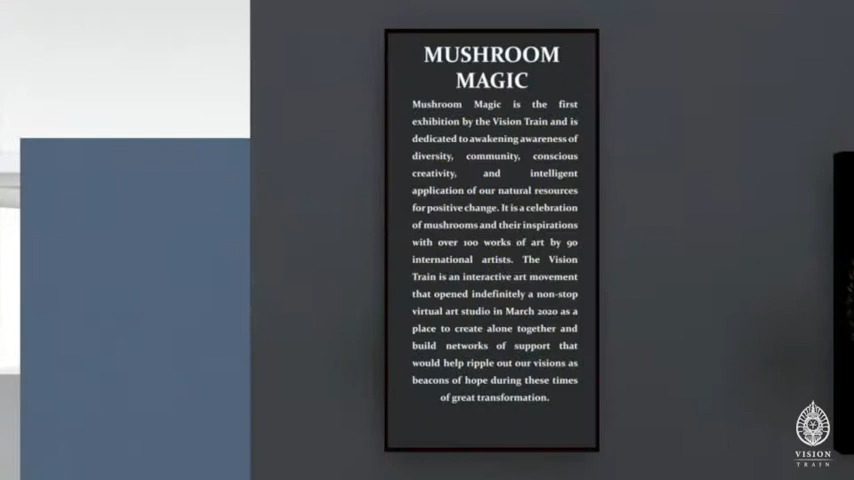 MUSHROOM
MAGIC
Mushroom Magic is the first
exhibition by the Vision Train and is
dedicated to awakening awareness of
diversity, community, conscious
creativity, and intelligent
application of our natural resources
for positive change. It is a celebration
of mushrooms and their inspirations
with over 100 works of art by 90
international artists. The Vision
Train is an interactive art movement
that opened indefinitely a non-stop
virtual art studio in March 2020 as a
place to create alone together and
build networks of support that
would help ripple out our visions as
beacons of hope during these times
of great transformation.
VISION
TRAIN